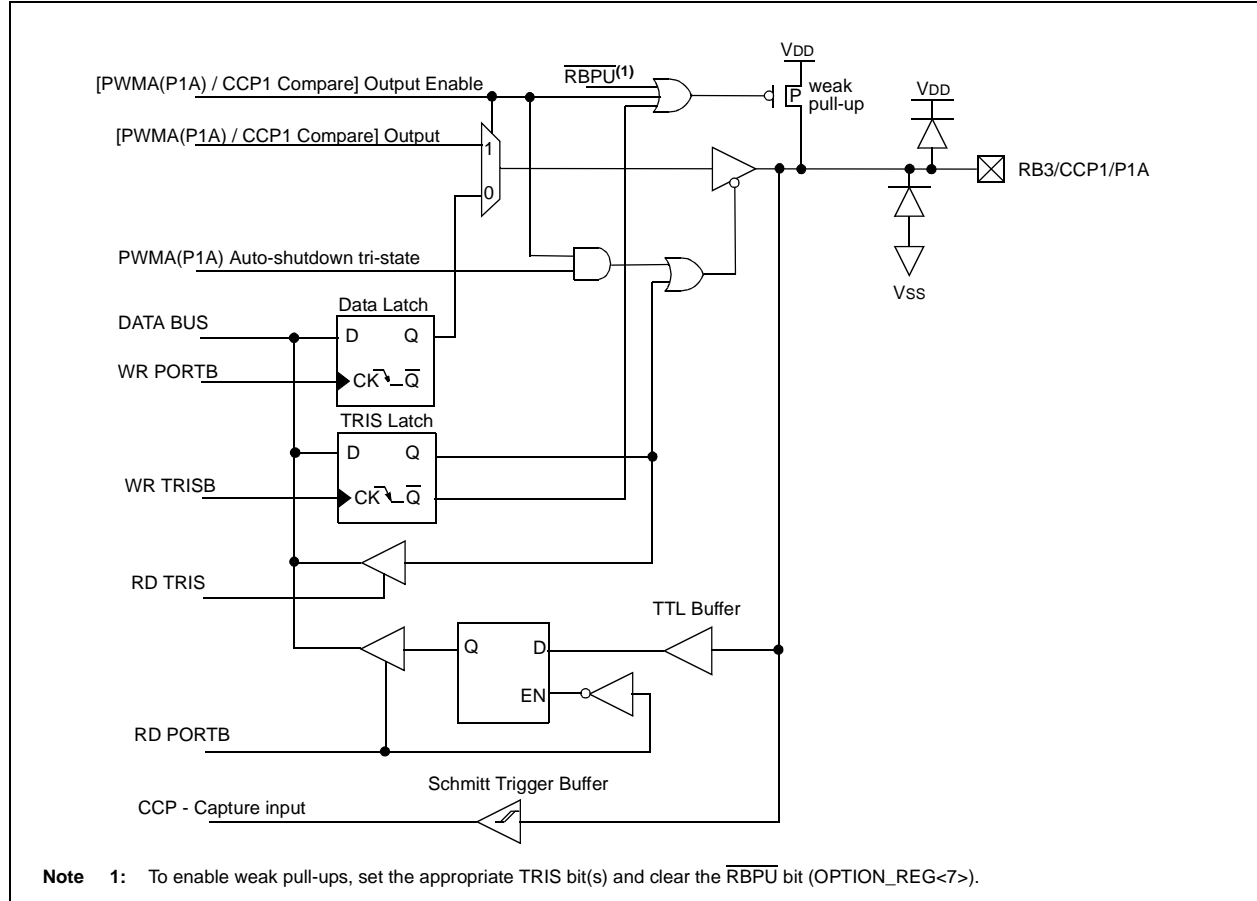 VDD
RBPU(1)
weak
pull-up
P
VDD
[PWMA(P1A) / CCP1 Compare] Output Enable
[PWMA(P1A) / CCP1 Compare] Output
1
0
RB3/CCP1/P1A
PWMA(P1A) Auto-shutdown tri-state
VSS
Data Latch
DATA BUS
D Q
WR PORTB
CK Q
TRIS Latch
D Q
WR TRISB
CK Q
RD TRIS
TTL Buffer
Q D
EN
RD PORTB
Schmitt Trigger Buffer
CCP - Capture input
Note 1: To enable weak pull-ups, set the appropriate TRIS bit(s) and clear the RBPU bit (OPTION_REG<7>).